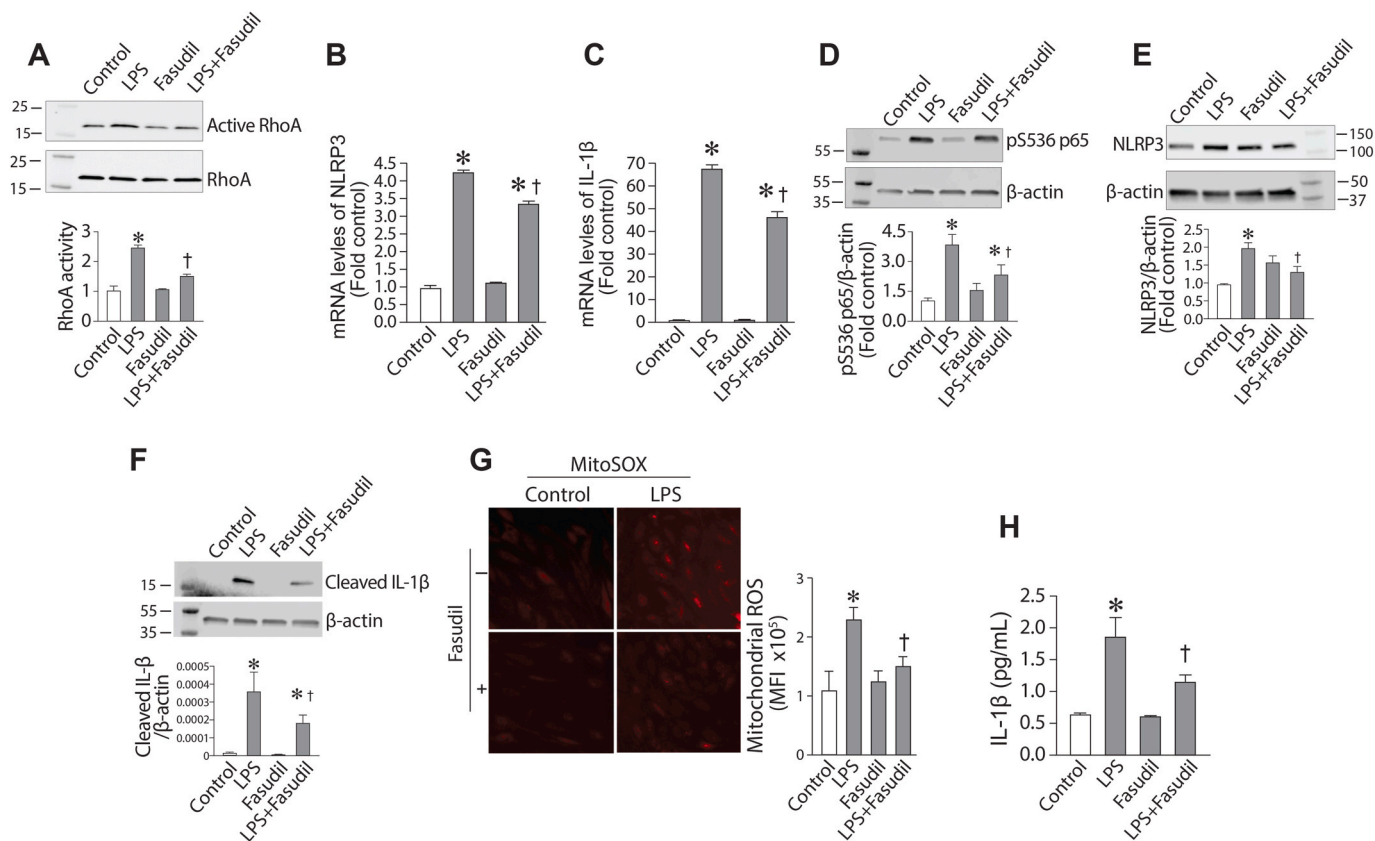 A
Control
LPS
Fasudil
LPS+Fasudil
25
15
Active RhoA
25
15
RhoA
RhoA activity
3
2
1
0
*
†
Control
LPS
Fasudil
LPS+Fasudil
B
mRNA levles of NLRP3
(Fold control)
4.5
4.0
3.5
3.0
2.5
2.0
1.5
1.0
0.5
0.0
*
* †
Control
LPS
Fasudil
LPS+Fasudil
C
mRNA levles of IL-1β
(Fold control)
70
60
50
40
30
20
10
0
*
* †
Control
LPS
Fasudil
LPS+Fasudil
D
Control
LPS
Fasudil
LPS+Fasudil
55
pS536 p65
55
35
β-actin
pS536 p65/β-actin
(Fold control)
4.5
3.0
1.5
0.0
*
* †
Control
LPS
Fasudil
LPS+Fasudil
E
Control
LPS
Fasudil
LPS+Fasudil
NLRP3
150
100
β-actin
50
37
NLRP3/β-actin
(Fold control)
2.5
2.0
1.5
1.0
0.5
0.0
*
†
Control
LPS
Fasudil
LPS+Fasudil
F
Control
LPS
Fasudil
LPS+Fasudil
15
Cleaved IL-1β
55
35
β-actin
Cleaved IL-β
/β-actin
0.0005
0.0004
0.0003
0.0002
0.0001
0
*
* †
Control
LPS
Fasudil
LPS+Fasudil
G
MitoSOX
Control
LPS
Fasudil
−
+
Mitochondrial ROS
(MFI x10⁵)
3
2
1
0
*
†
Control
LPS
Fasudil
LPS+Fasudil
H
IL-1β (pg/mL)
2.5
2.0
1.5
1.0
0.5
0.0
*
†
Control
LPS
Fasudil
LPS+Fasudil